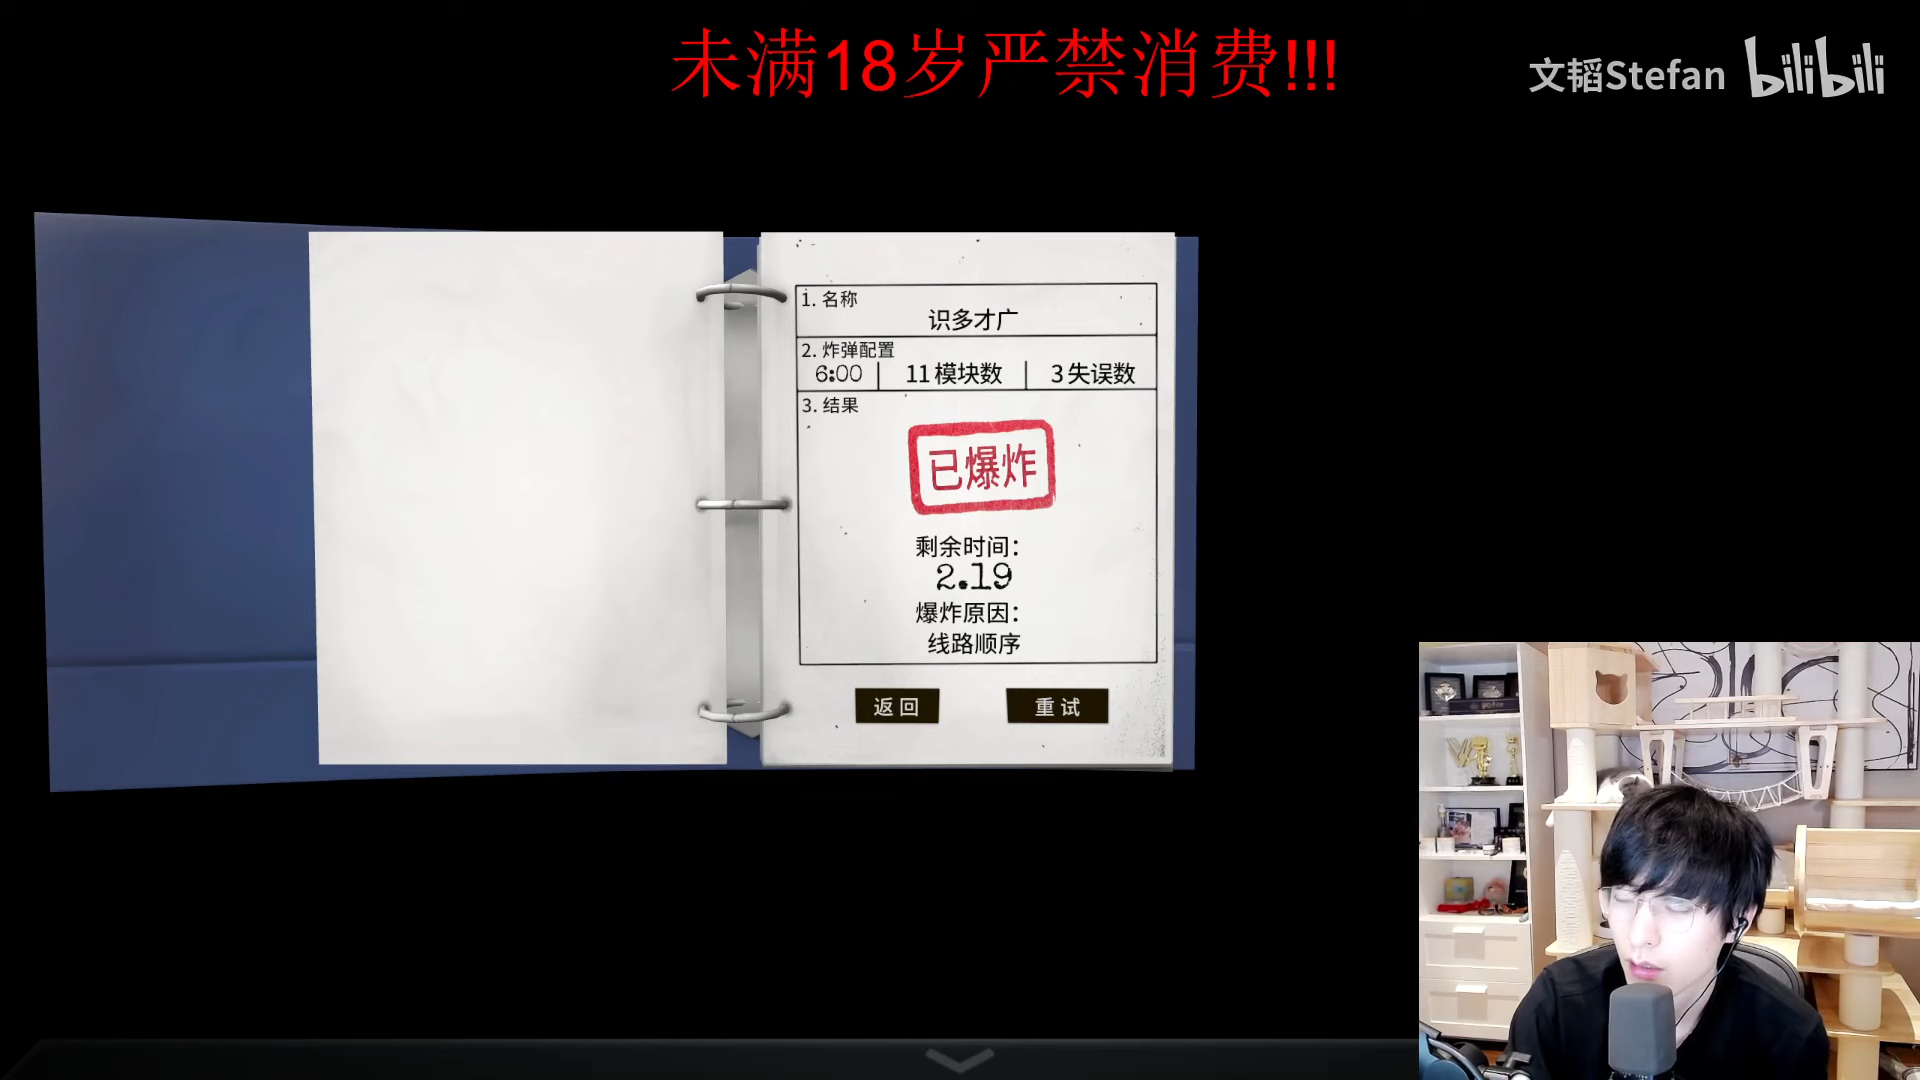 未满18岁严禁消费!!!
文韬Stefan bilibili
1. 名称
识多才广
2. 炸弹配置
6:00 11模块数 3失误数
3. 结果
已爆炸
剩余时间:
2.19
爆炸原因:
线路顺序
返回 重试